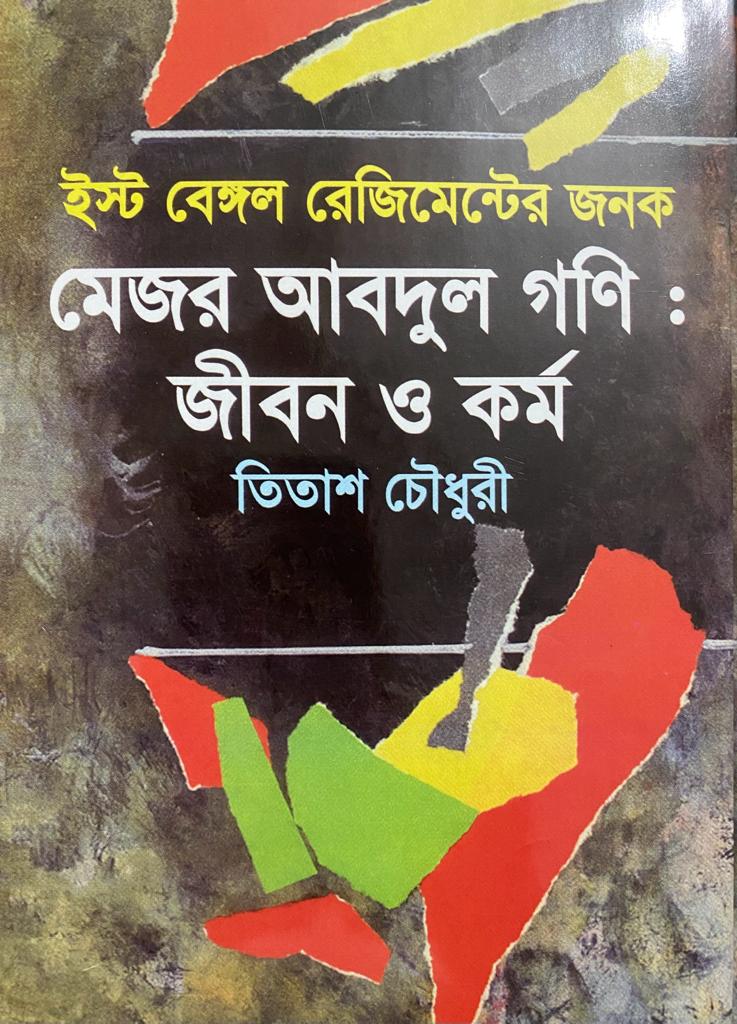 ইস্ট বেঙ্গল রেজিমেন্টের জনক
মেজর আবদুল গণি :
জীবন ও কর্ম
তিতাশ চৌধুরী